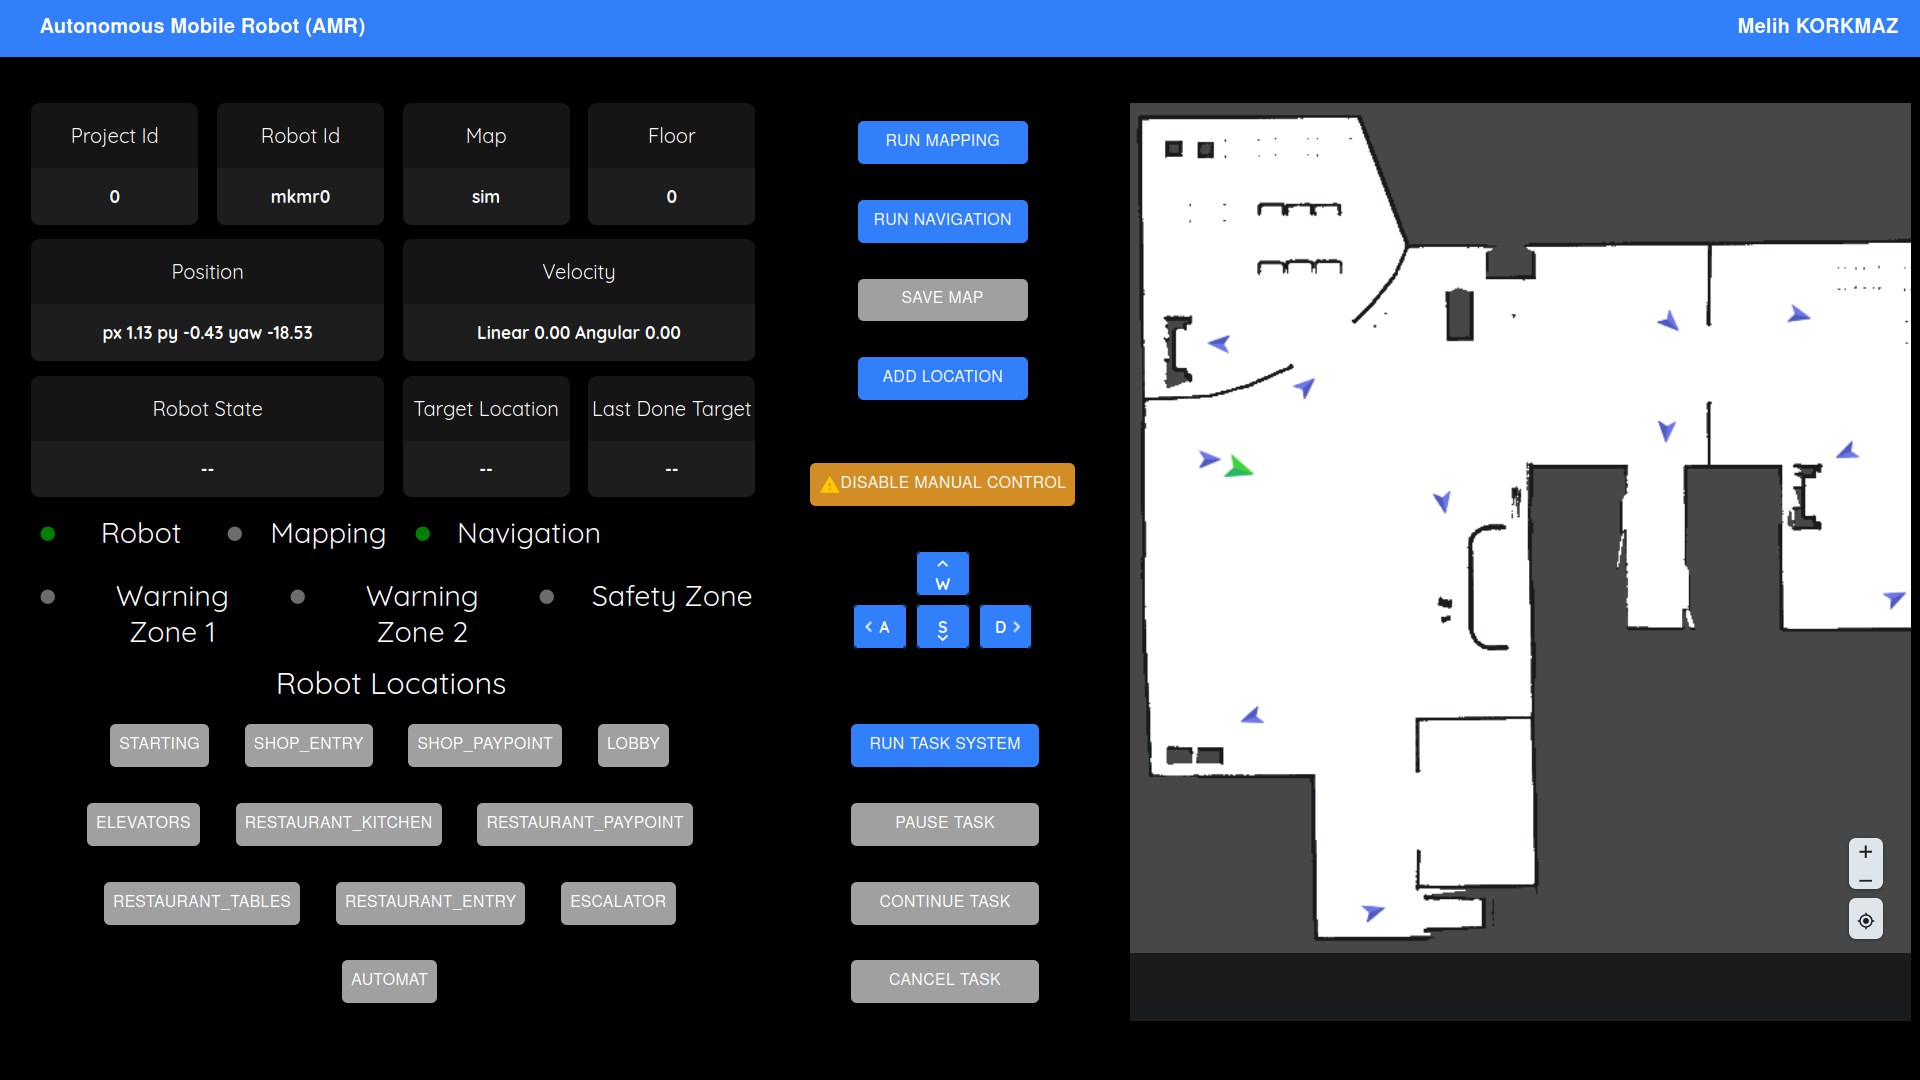 Autonomous Mobile Robot (AMR)
Melih KORKMAZ
Project Id
0
Robot Id
mkmr0
Map
sim
Floor
0
Position
px 1.13 py -0.43 yaw -18.53
Velocity
Linear 0.00 Angular 0.00
Robot State
--
Target Location
--
Last Done Target
--
Robot
Mapping
Navigation
Warning
Zone 1
Warning
Zone 2
Safety Zone
Robot Locations
STARTING
SHOP_ENTRY
SHOP_PAYPOINT
LOBBY
ELEVATORS
RESTAURANT_KITCHEN
RESTAURANT_PAYPOINT
RESTAURANT_TABLES
RESTAURANT_ENTRY
ESCALATOR
AUTOMAT
RUN MAPPING
RUN NAVIGATION
SAVE MAP
ADD LOCATION
DISABLE MANUAL CONTROL
W
A
S
D
RUN TASK SYSTEM
PAUSE TASK
CONTINUE TASK
CANCEL TASK
+
−